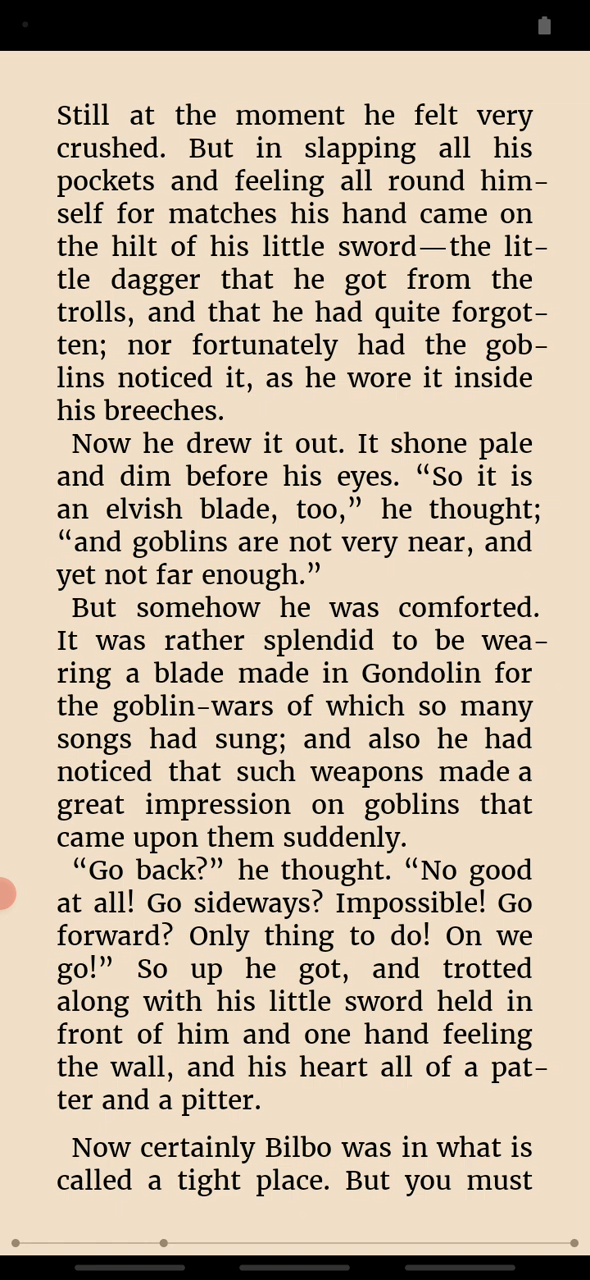 Still at the moment he felt very
crushed. But in slapping all his
pockets and feeling all round him-
self for matches his hand came on
the hilt of his little sword—the lit-
tle dagger that he got from the
trolls, and that he had quite forgot-
ten; nor fortunately had the gob-
lins noticed it, as he wore it inside
his breeches.
Now he drew it out. It shone pale
and dim before his eyes. “So it is
an elvish blade, too,” he thought;
“and goblins are not very near, and
yet not far enough.”
But somehow he was comforted.
It was rather splendid to be wea-
ring a blade made in Gondolin for
the goblin-wars of which so many
songs had sung; and also he had
noticed that such weapons made a
great impression on goblins that
came upon them suddenly.
“Go back?” he thought. “No good
at all! Go sideways? Impossible! Go
forward? Only thing to do! On we
go!” So up he got, and trotted
along with his little sword held in
front of him and one hand feeling
the wall, and his heart all of a pat-
ter and a pitter.
Now certainly Bilbo was in what is
called a tight place. But you must